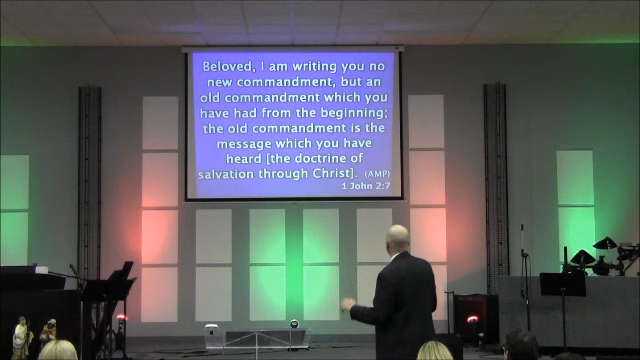 Beloved, I am writing you no
new commandment, but an
old commandment which you
have had from the beginning;
the old commandment is the
message which you have
heard [the doctrine of
salvation through Christ]. (AMP)
1 John 2:7